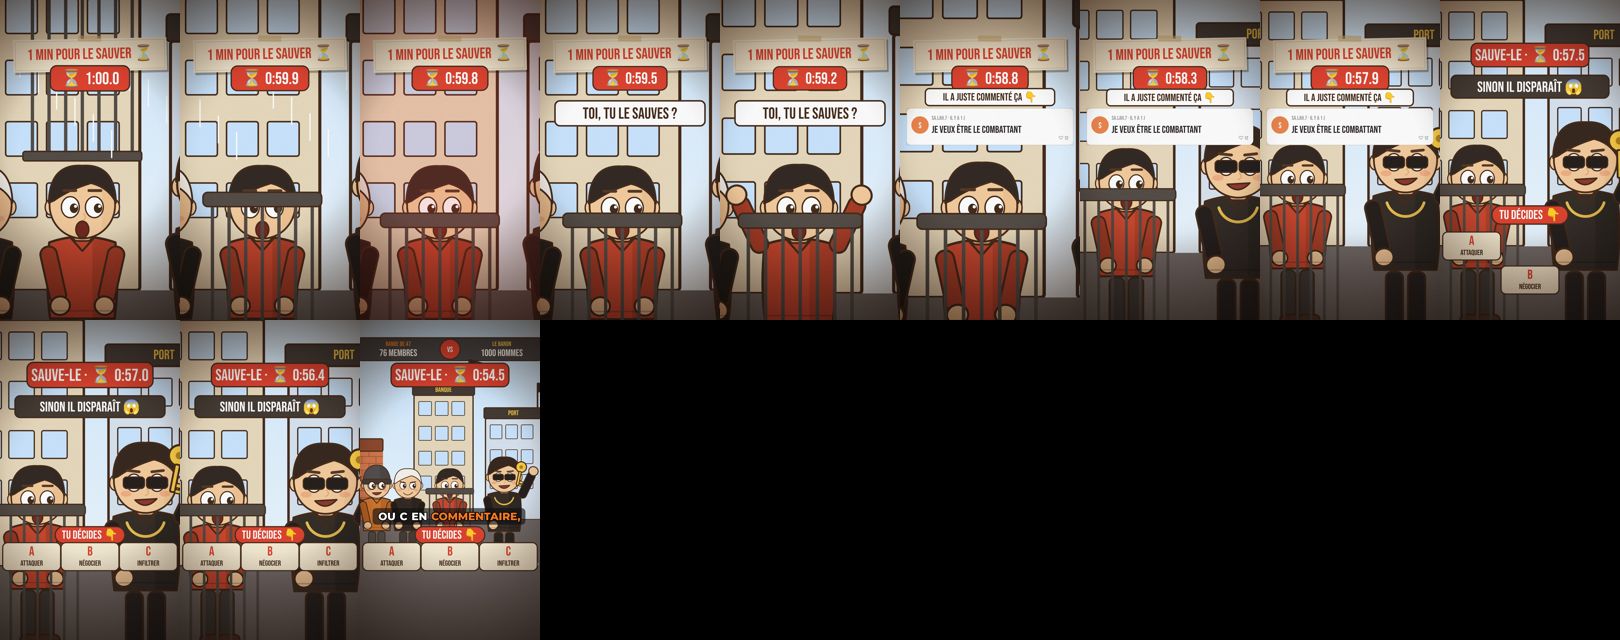 1 MIN POUR LE SAUVER ⏳
⏳ 1:00.0
1 MIN POUR LE SAUVER ⏳
⏳ 0:59.9
1 MIN POUR LE SAUVER ⏳
⏳ 0:59.8
1 MIN POUR LE SAUVER ⏳
⏳ 0:59.5
TOI, TU LE SAUVES ?
1 MIN POUR LE SAUVER ⏳
⏳ 0:59.2
TOI, TU LE SAUVES ?
1 MIN POUR LE SAUVER ⏳
⏳ 0:58.8
IL A JUSTE COMMENTÉ ÇA 👇
S
JE VEUX ÊTRE LE COMBATTANT
PO
1 MIN POUR LE SAUVER ⏳
⏳ 0:58.3
IL A JUSTE COMMENTÉ ÇA 👇
S
JE VEUX ÊTRE LE COMBATTANT
PORT
1 MIN POUR LE SAUVER ⏳
⏳ 0:57.9
IL A JUSTE COMMENTÉ ÇA 👇
S
JE VEUX ÊTRE LE COMBATTANT
PORT
SAUVE-LE · ⏳ 0:57.5
SINON IL DISPARAÎT 😱
TU DÉCIDES 👇
A
ATTAQUER
B
NÉGOCIER
PORT
SAUVE-LE · ⏳ 0:57.0
SINON IL DISPARAÎT 😱
TU DÉCIDES 👇
A
ATTAQUER
B
NÉGOCIER
C
INFILTRER
PORT
SAUVE-LE · ⏳ 0:56.4
SINON IL DISPARAÎT 😱
TU DÉCIDES 👇
A
ATTAQUER
B
NÉGOCIER
C
INFILTRER
76 MEMBRES
VS
LE BARON
1000 HOMMES
SAUVE-LE · ⏳ 0:54.5
BANQUE
PORT
OU C EN COMMENTAIRE,
TU DÉCIDES 👇
A
ATTAQUER
B
NÉGOCIER
C
INFILTRER